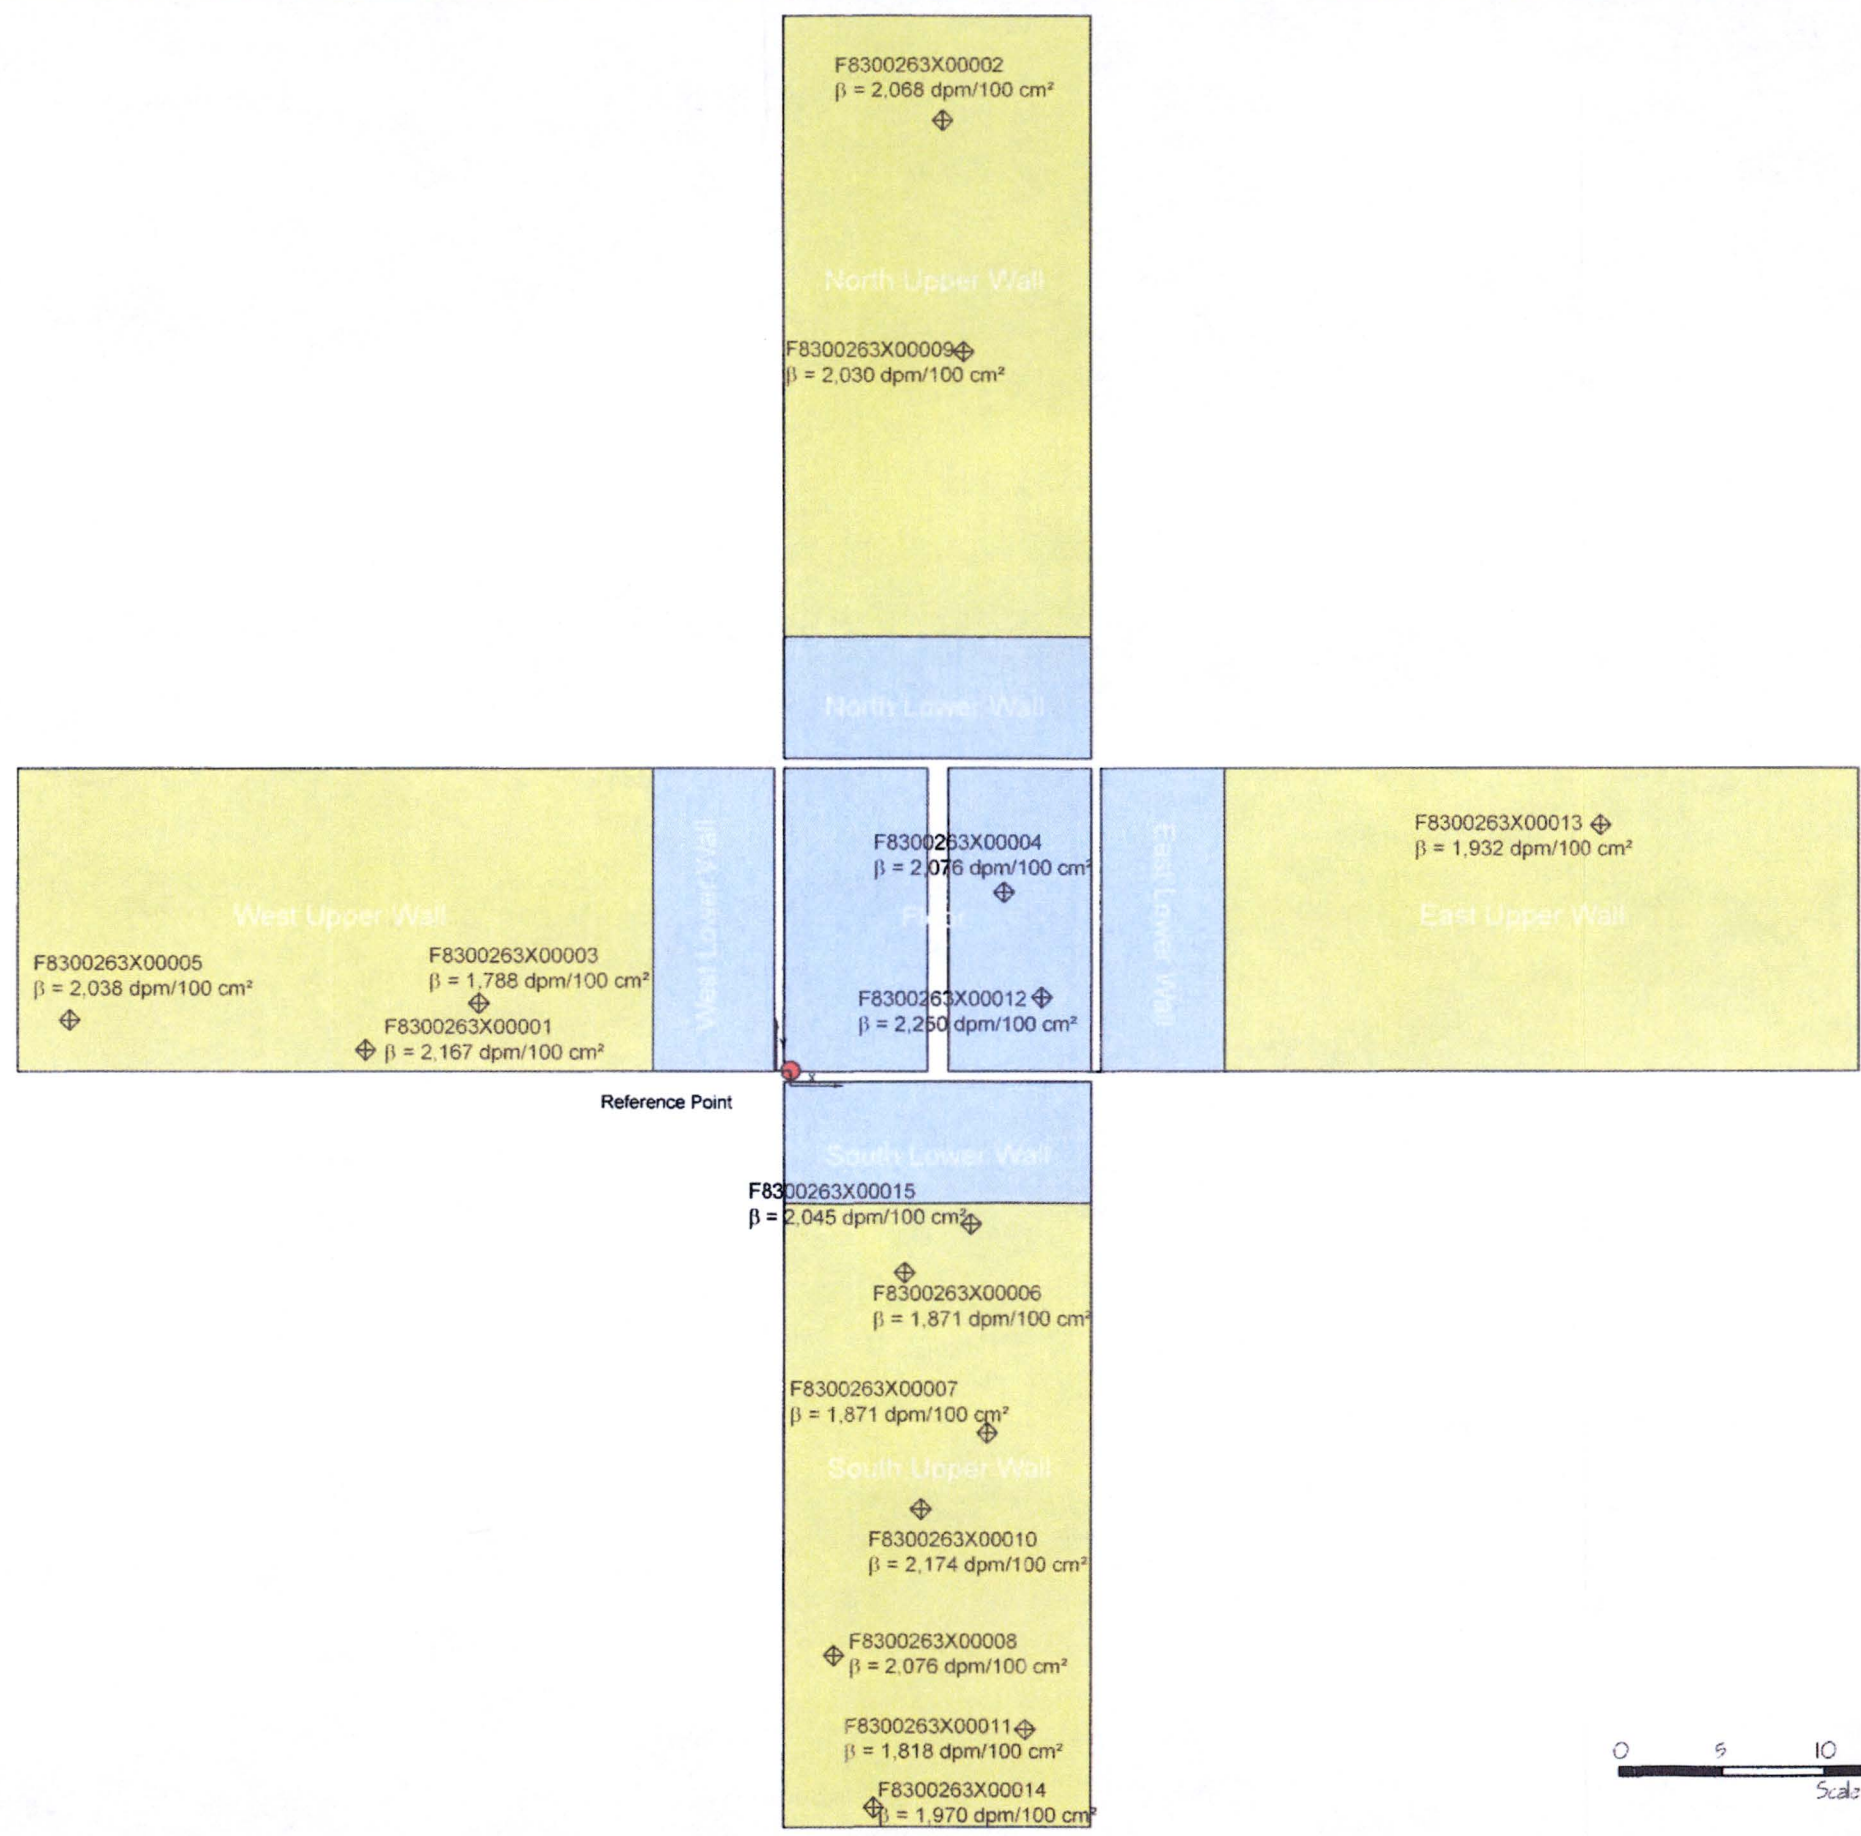 F8300263X00002
β = 2,068 dpm/100 cm²
North Upper Wall
F8300263X00009
β = 2,030 dpm/100 cm²
North Lower Wall
West Upper Wall
F8300263X00005
β = 2,038 dpm/100 cm²
F8300263X00003
β = 1,788 dpm/100 cm²
F8300263X00001
β = 2,167 dpm/100 cm²
West Lower Wall
F8300263X00004
β = 2,076 dpm/100 cm²
Floor
F8300263X00012
β = 2,250 dpm/100 cm²
East Lower Wall
F8300263X00013
β = 1,932 dpm/100 cm²
East Upper Wall
X
Reference Point
South Lower Wall
F8300263X00015
β = 2,045 dpm/100 cm²
F8300263X00006
β = 1,871 dpm/100 cm²
F8300263X00007
β = 1,871 dpm/100 cm²
South Upper Wall
F8300263X00010
β = 2,174 dpm/100 cm²
F8300263X00008
β = 2,076 dpm/100 cm²
F8300263X00011
β = 1,818 dpm/100 cm²
F8300263X00014
β = 1,970 dpm/100 cm²
0 5 10
Scale